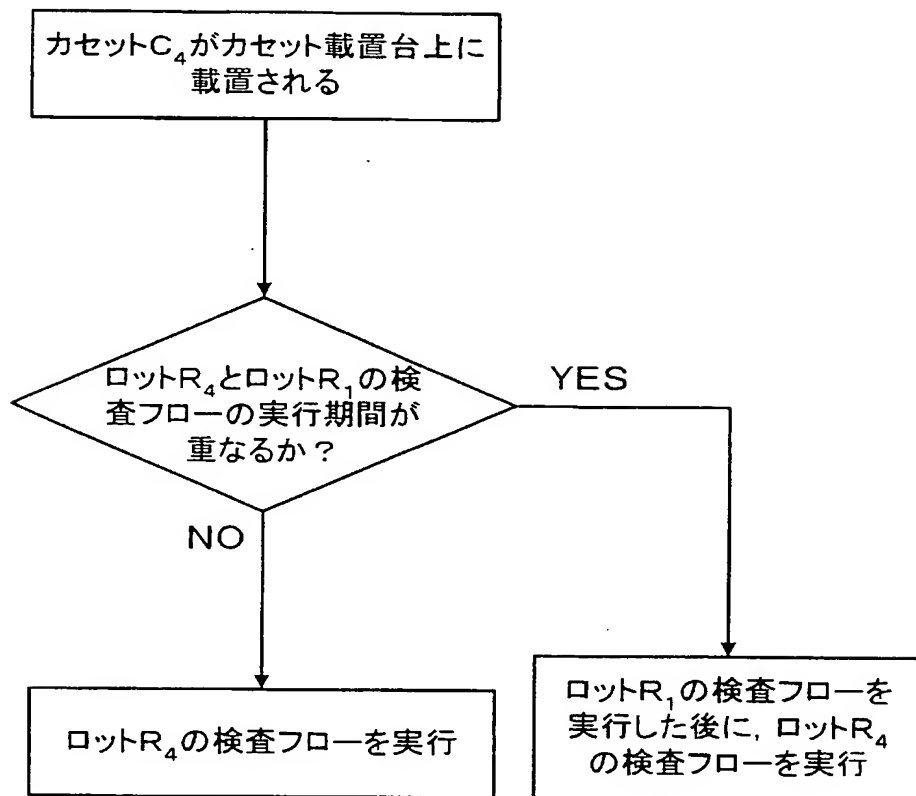 カセットC₄がカセット載置台上に
載置される
ロットR₄とロットR₁の検
査フローの実行期間が
重なるか？
YES
NO
ロットR₄の検査フローを実行
ロットR₁の検査フローを
実行した後に，ロットR₄
の検査フローを実行